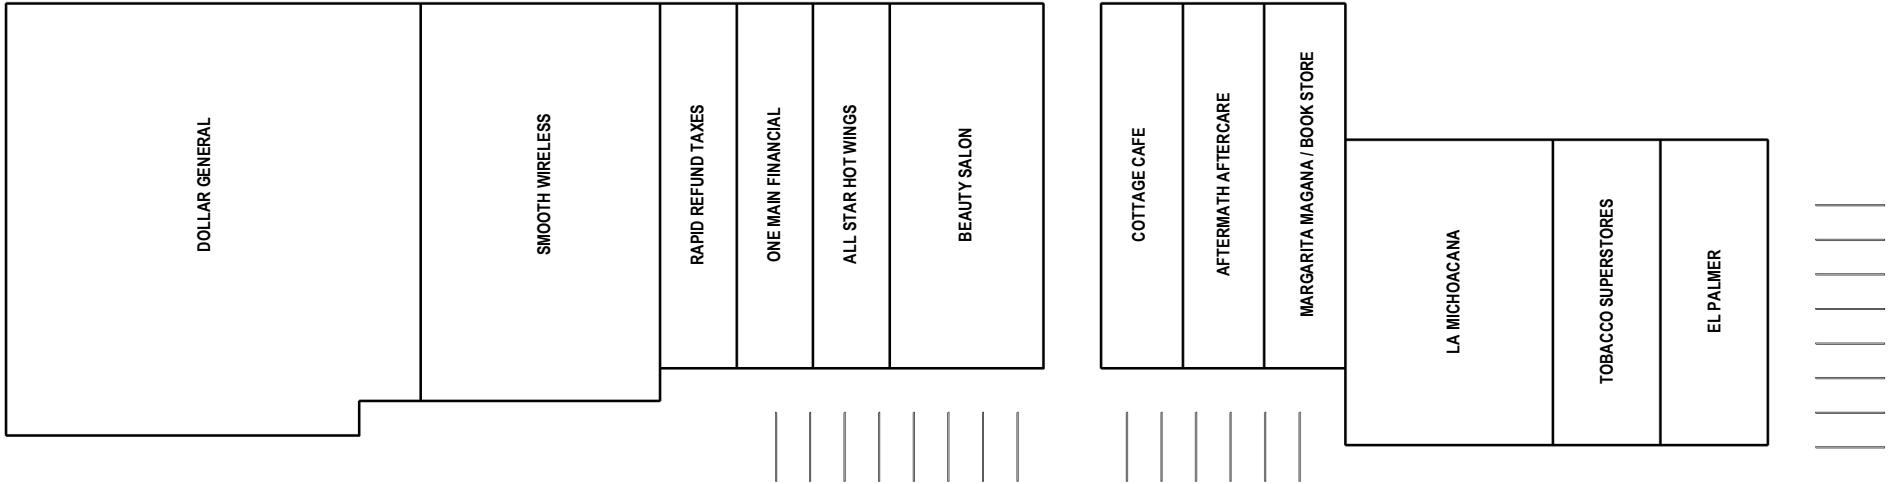 DOLLAR GENERAL
SMOOTH WIRELESS
RAPID REFUND TAXES
ONE MAIN FINANCIAL
ALL STAR HOT WINGS
BEAUTY SALON
COTTAGE CAFE
AFTERMATH AFTERCARE
MARGARITA MAGANA / BOOK STORE
LA MICHOACANA
TOBACCO SUPERSTORES
EL PALMER